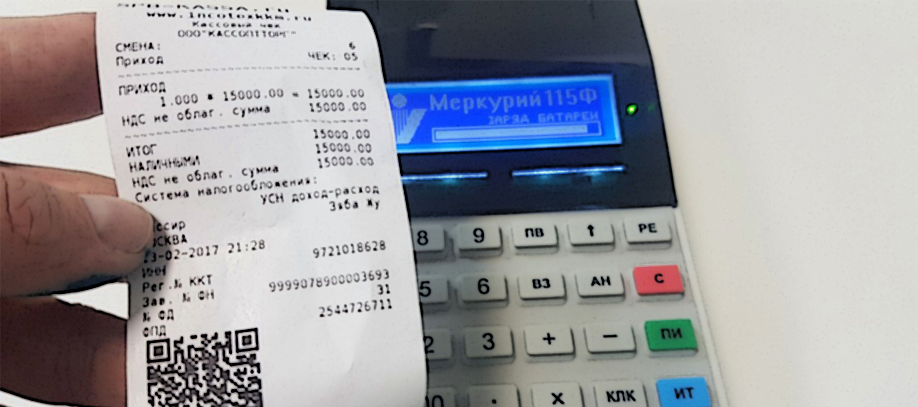 www.incotexkkm.ru
Кассовый чек
ООО"КАССОПТТОРГ"
СМЕНА: 6
Приход ЧЕК: 05
ПРИХОД
1.000 * 15000.00 = 15000.00
НДС не облаг. сумма 15000.00
ИТОГ 15000.00
НАЛИЧНЫМИ 15000.00
НДС не облаг. сумма 15000.00
Система налогообложения:
УСН доход-расход
Зяба Жу
-02-2017 21:28
ИНН 9721018628
Рег.№ ККТ
Зав. № ФН 9999078900003693
№ ФД 31
ФПД 2544726711
Меркурий 115Ф
ЗАРЯД БАТАРЕИ
8 9 ПВ ↑ РЕ
5 6 ВЗ АН С
2 3 + − ПИ
00 · X КЛК ИТ